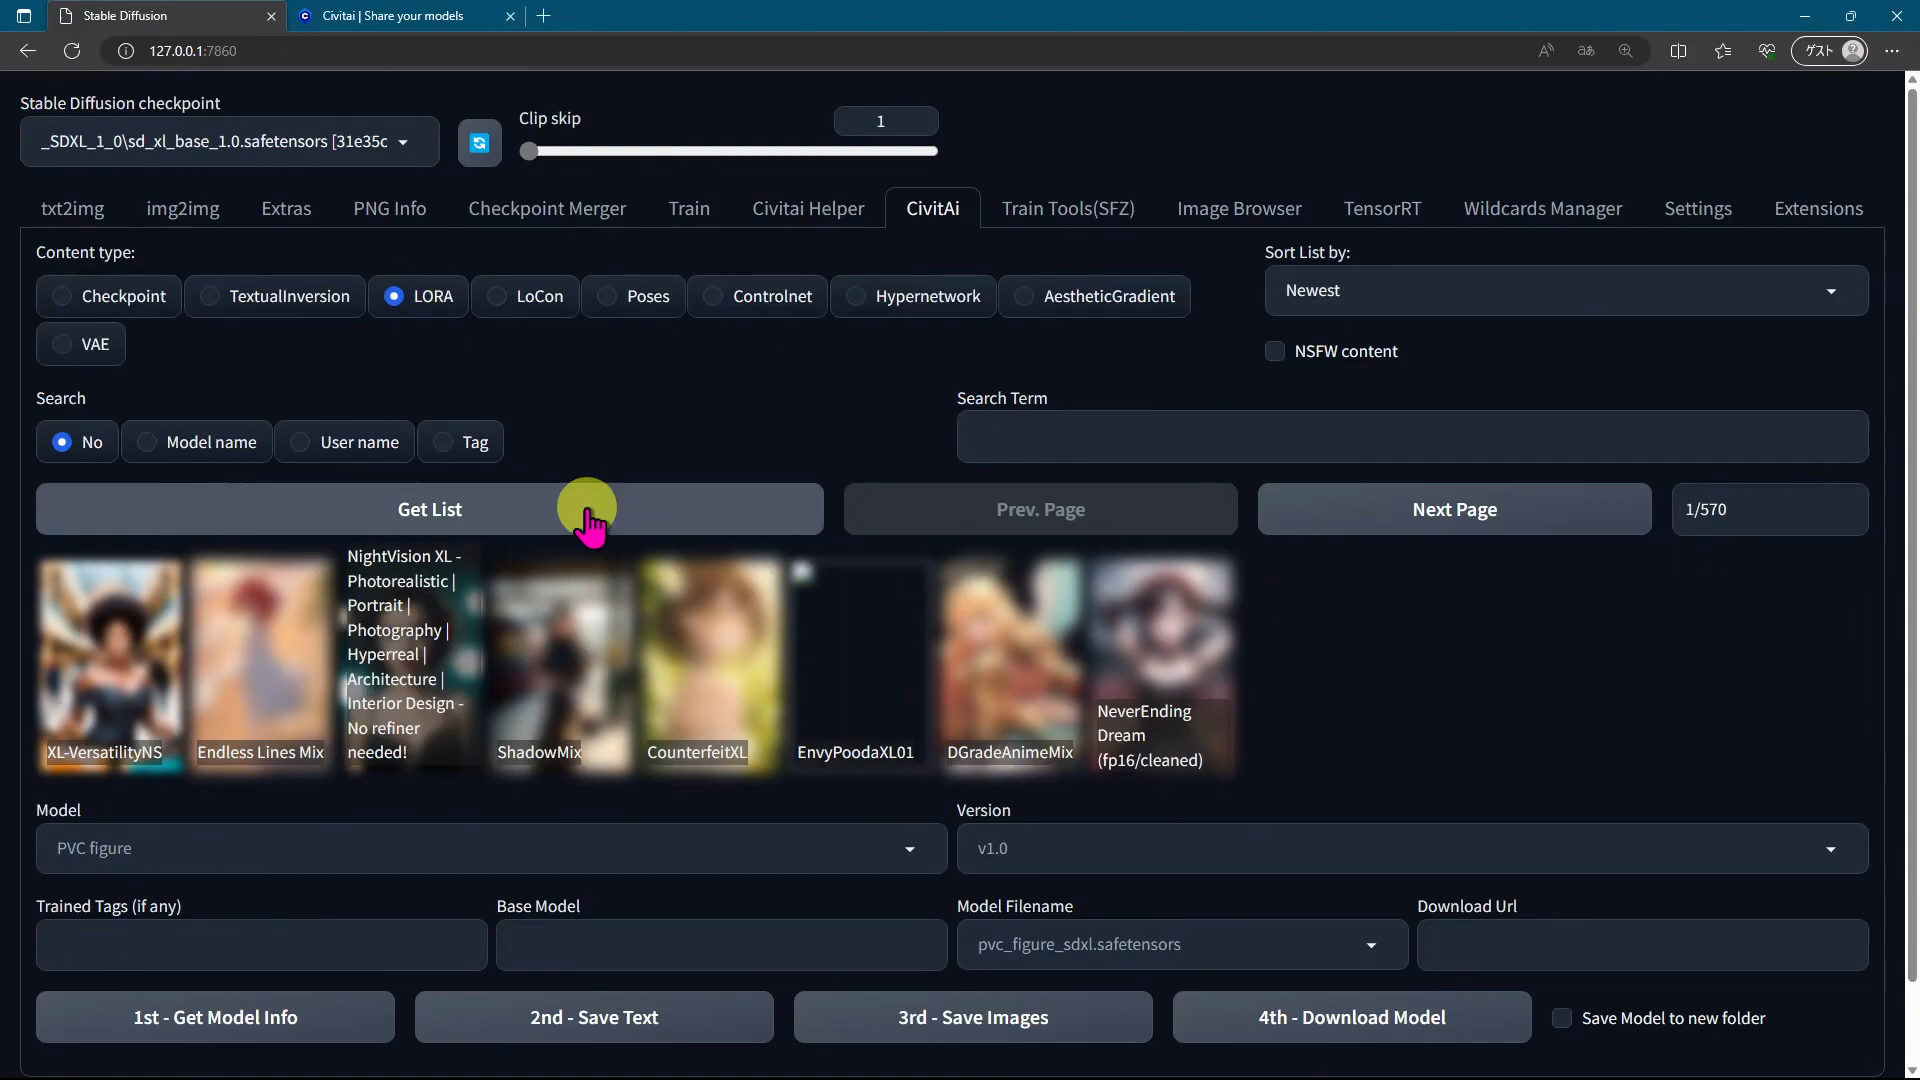 Stable Diffusion
Civitai | Share your models
127.0.0.1:7860
ゲスト
Stable Diffusion checkpoint
_SDXL_1_0\sd_xl_base_1.0.safetensors [31e35c
Clip skip
1
txt2img
img2img
Extras
PNG Info
Checkpoint Merger
Train
Civitai Helper
CivitAi
Train Tools(SFZ)
Image Browser
TensorRT
Wildcards Manager
Settings
Extensions
Content type:
Checkpoint
TextualInversion
LORA
LoCon
Poses
Controlnet
Hypernetwork
AestheticGradient
VAE
Sort List by:
Newest
NSFW content
Search
No
Model name
User name
Tag
Search Term
Get List
Prev. Page
Next Page
1/570
XL-VersatilityNS
Endless Lines Mix
NightVision XL -
Photorealistic |
Portrait |
Photography |
Hyperreal |
Architecture |
Interior Design -
No refiner
needed!
ShadowMix
CounterfeitXL
EnvyPoodaXL01
DGradeAnimeMix
NeverEnding
Dream
(fp16/cleaned)
Model
PVC figure
Version
v1.0
Trained Tags (if any)
Base Model
Model Filename
pvc_figure_sdxl.safetensors
Download Url
1st - Get Model Info
2nd - Save Text
3rd - Save Images
4th - Download Model
Save Model to new folder